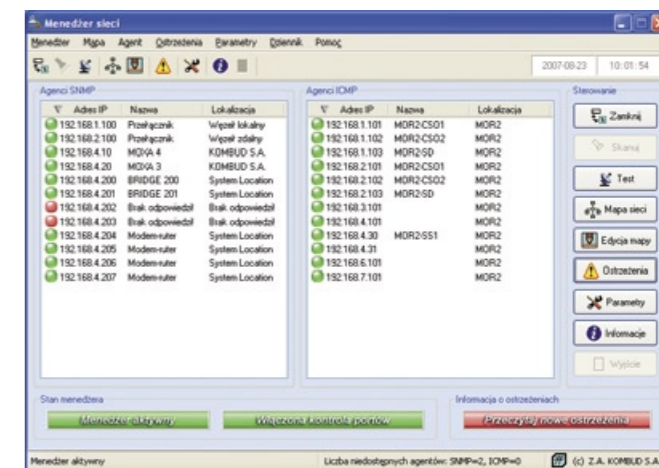 Menedżer sieci
Menedżer Mapa Agent Ostrzeżenia Parametry Dziennik Pomoc
2007-08-23 10:01:54
Agenci SNMP
Adres IP Nazwa Lokalizacja
192.168.1.100 Przełącznik Węzeł lokalny
192.168.2.100 Przełącznik Węzeł zdalny
192.168.4.10 MOXA 4 KOMBUD S.A.
192.168.4.20 MOXA 3 KOMBUD S.A.
192.168.4.200 BRIDGE 200 System Location
192.168.4.201 BRIDGE 201 System Location
192.168.4.202 Brak odpowiedzi Brak odpowiedzi
192.168.4.203 Brak odpowiedzi Brak odpowiedzi
192.168.4.204 Modem-ruter System Location
192.168.4.205 Modem-ruter System Location
192.168.4.206 Modem-ruter System Location
192.168.4.207 Modem-ruter System Location
Agenci ICMP
Adres IP Nazwa Lokalizacja
192.168.1.101 MOR2-CSO1 MOR2
192.168.1.102 MOR2-CSO2 MOR2
192.168.1.103 MOR2-SD MOR2
192.168.2.101 MOR2-CSO1 MOR2
192.168.2.102 MOR2-CSO2 MOR2
192.168.2.103 MOR2-SD MOR2
192.168.3.101 MOR2
192.168.4.101 MOR2
192.168.4.30 MOR2-SS1 MOR2
192.168.4.31 MOR2
192.168.6.101 MOR2
192.168.7.101 MOR2
Sterowanie
Zamknij
Skanuj
Test
Mapa sieci
Edycja mapy
Ostrzeżenia
Parametry
Informacje
Wyjście
Stan menedżera
Menedżer aktywny
Włączona kontrola portów
Informacja o ostrzeżeniach
Przeczytaj nowe ostrzeżenia
Menedżer aktywny
Liczba niedostępnych agentów: SNMP=2, ICMP=0
(c) Z.A. KOMBUD S.A.